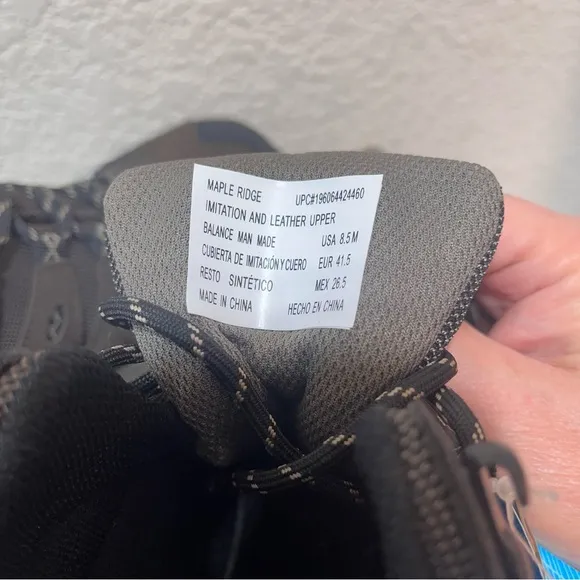 MAPLE RIDGE UPC#196064424460
IMITATION AND LEATHER UPPER
BALANCE MAN MADE USA 8.5 M
CUBIERTA DE IMITACIÓN Y CUERO EUR 41.5
RESTO SINTÉTICO MEX 26.5
MADE IN CHINA HECHO EN CHINA